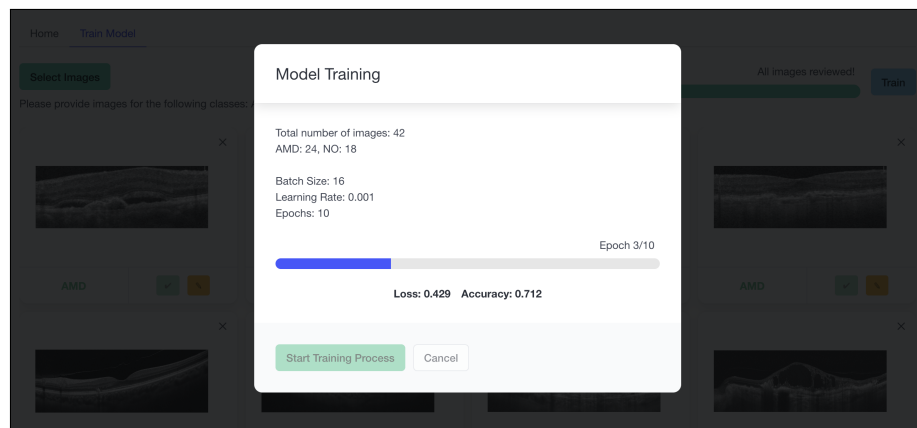 Home Train Model
Select Images
All images reviewed!
Train
Please provide images for the following classes:
Model Training
Total number of images: 42
AMD: 24, NO: 18
Batch Size: 16
Learning Rate: 0.001
Epochs: 10
Epoch 3/10
Loss: 0.429 Accuracy: 0.712
AMD
AMD
Start Training Process Cancel